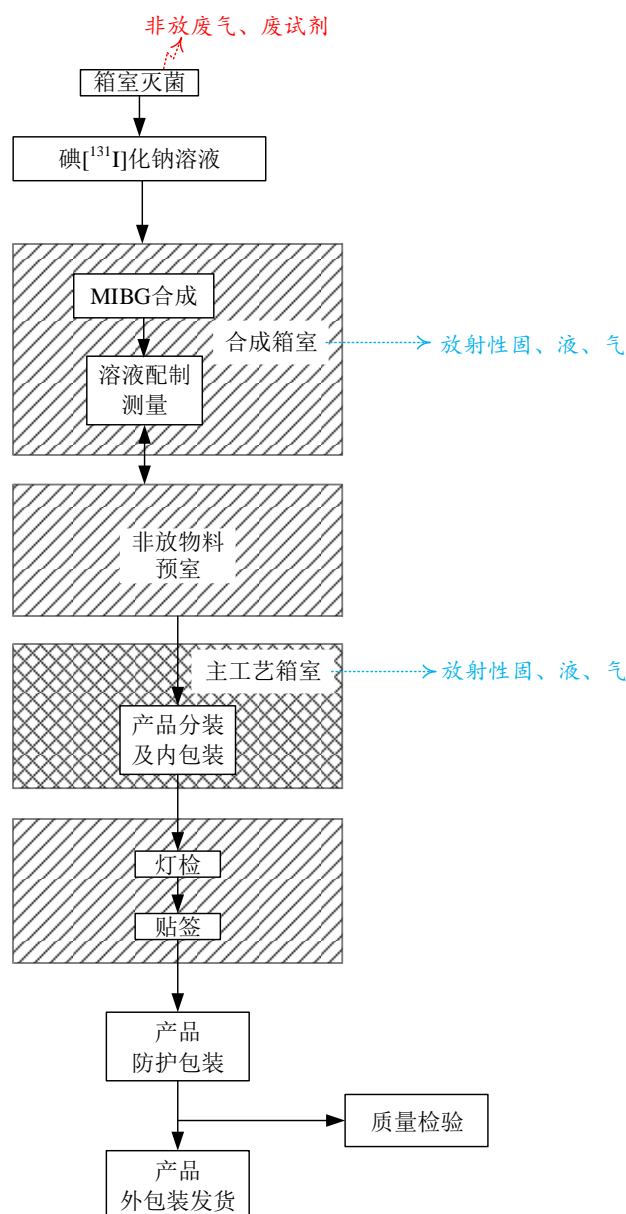 非放废气、废试剂
箱室灭菌
碘[¹³¹I]化钠溶液
MIBG合成
合成箱室
放射性固、液、气
溶液配制
测量
非放物料
预室
主工艺箱室
放射性固、液、气
产品分装
及内包装
灯检
贴签
产品
防护包装
质量检验
产品
外包装发货